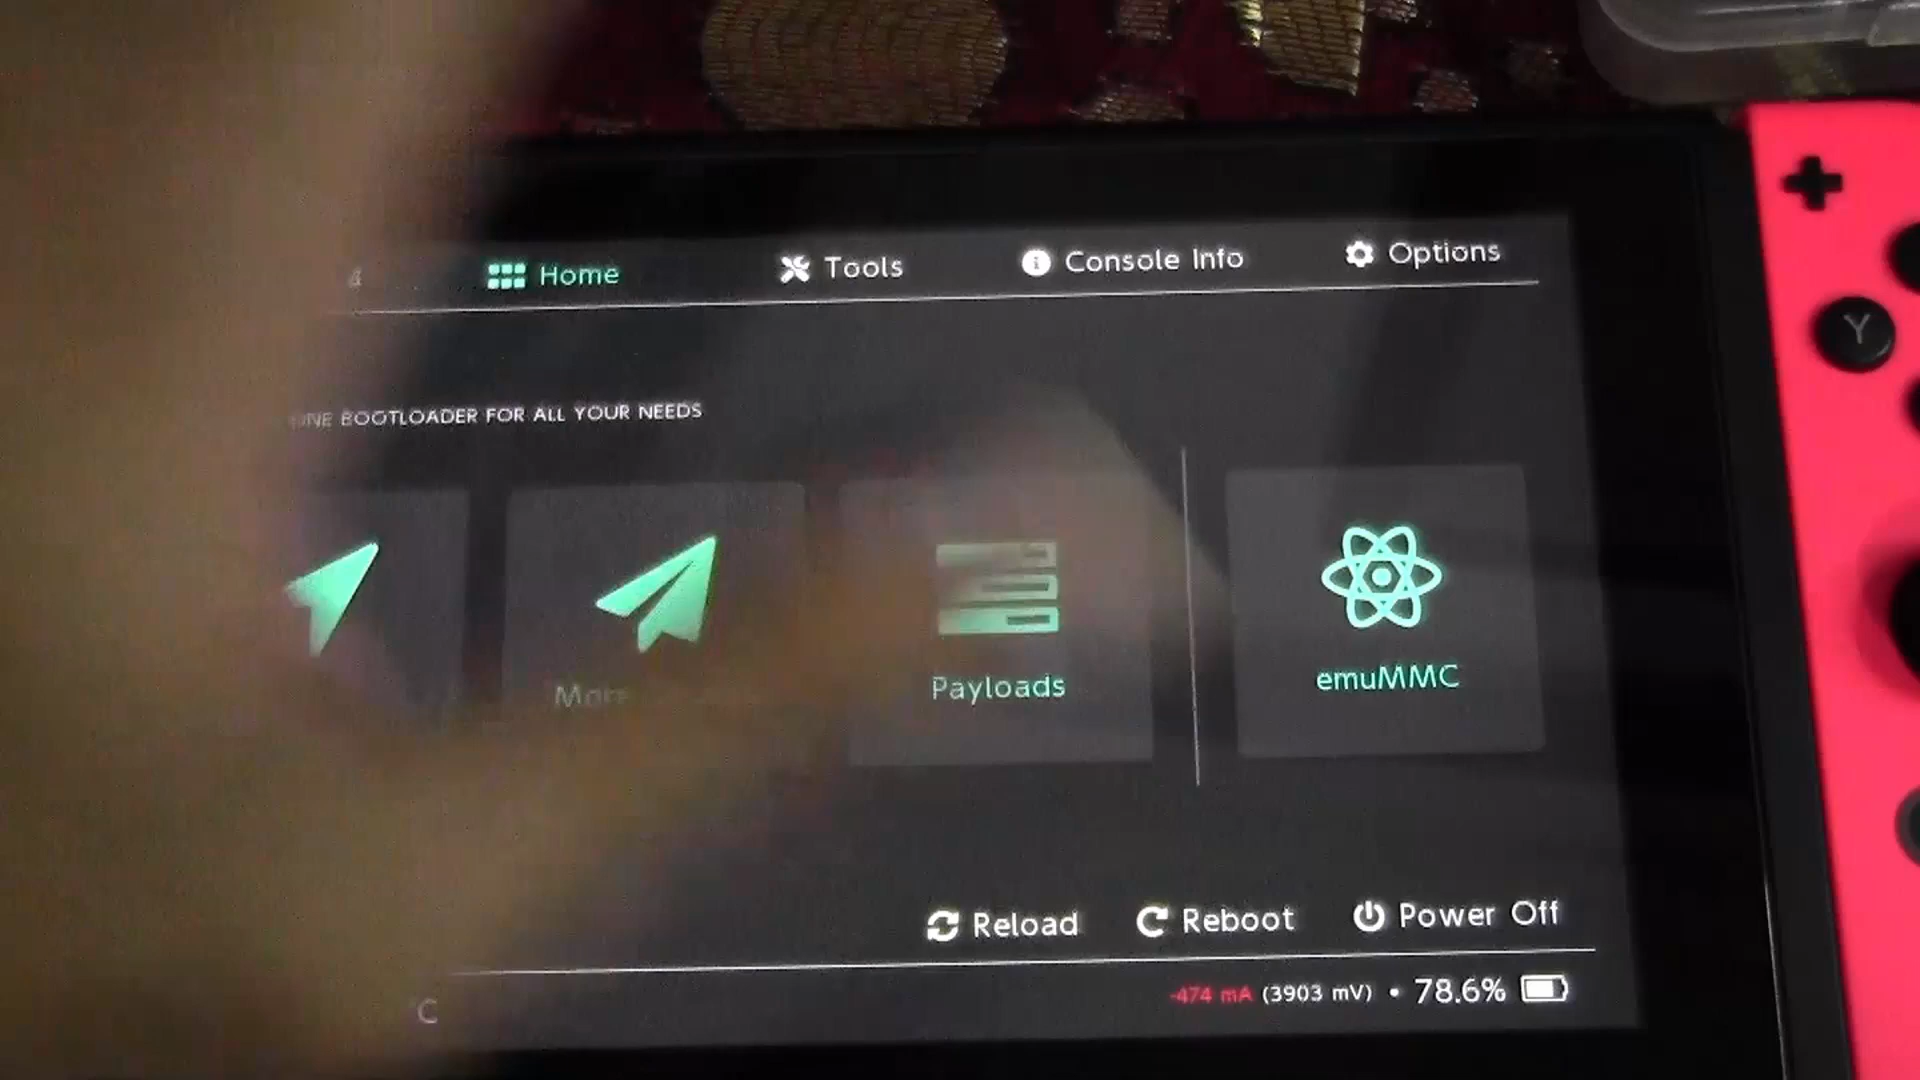 Home Tools Console Info Options
BOOTLOADER FOR ALL YOUR NEEDS
More
Payloads
emuMMC
Reload Reboot Power Off
-474 mA (3903 mV) • 78.6%
°C
Y